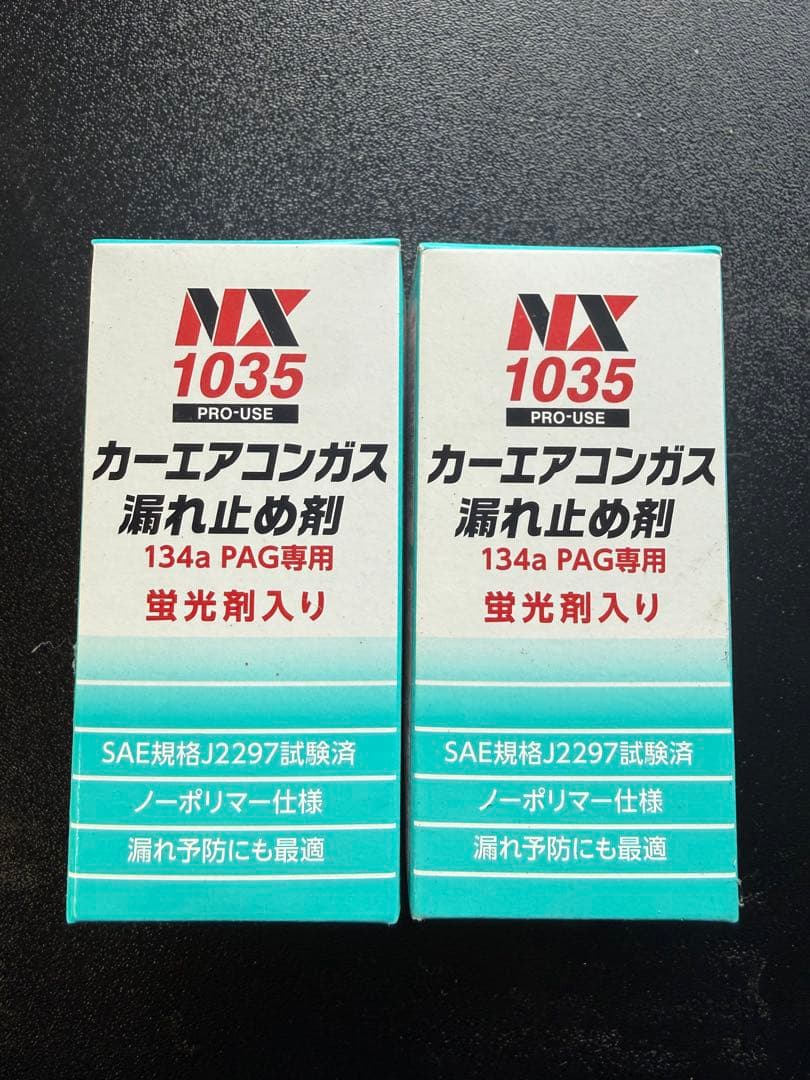 NX
1035
PRO-USE
カーエアコンガス
漏れ止め剤
134a PAG専用
蛍光剤入り
SAE規格J2297試験済
ノーポリマー仕様
漏れ予防にも最適
NX
1035
PRO-USE
カーエアコンガス
漏れ止め剤
134a PAG専用
蛍光剤入り
SAE規格J2297試験済
ノーポリマー仕様
漏れ予防にも最適